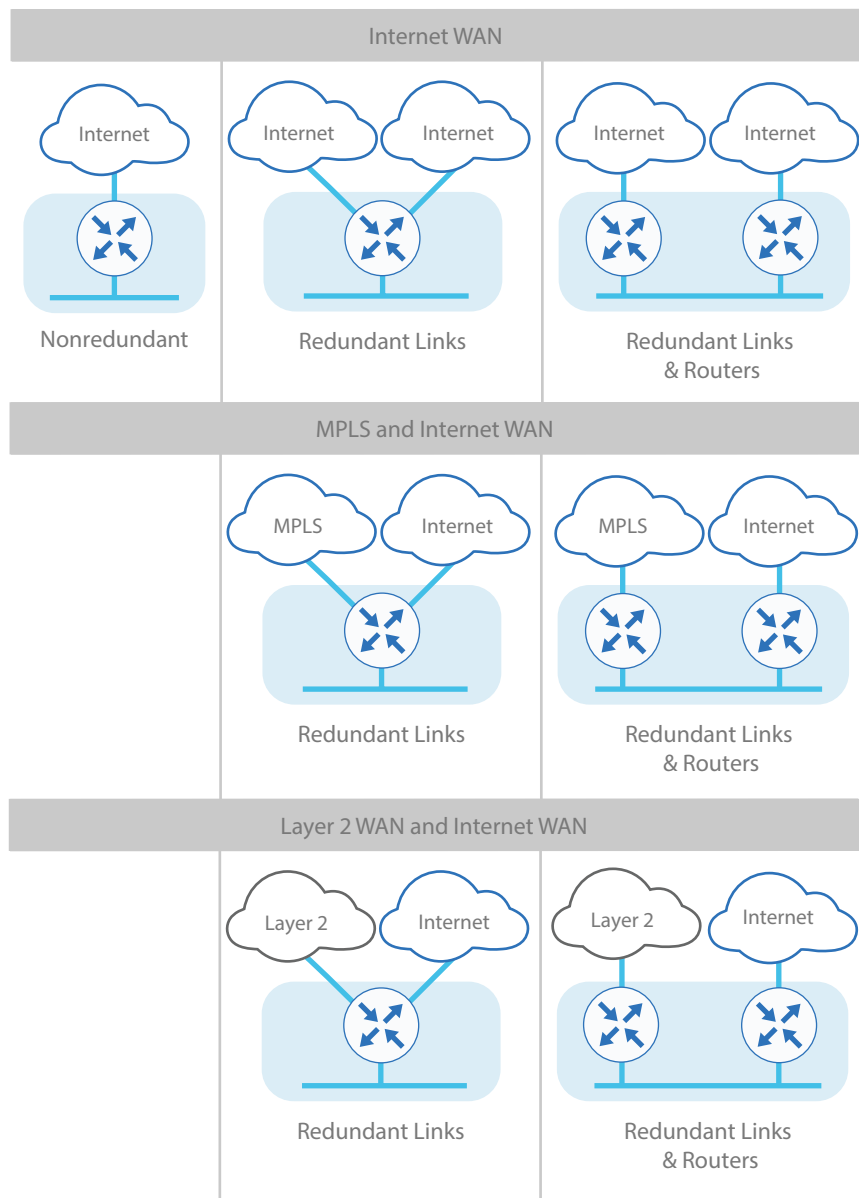 Internet WAN
Internet
Internet
Internet
Internet
Internet
Nonredundant
Redundant Links
Redundant Links
& Routers
MPLS and Internet WAN
MPLS
Internet
MPLS
Internet
Redundant Links
Redundant Links
& Routers
Layer 2 WAN and Internet WAN
Layer 2
Internet
Layer 2
Internet
Redundant Links
Redundant Links
& Routers